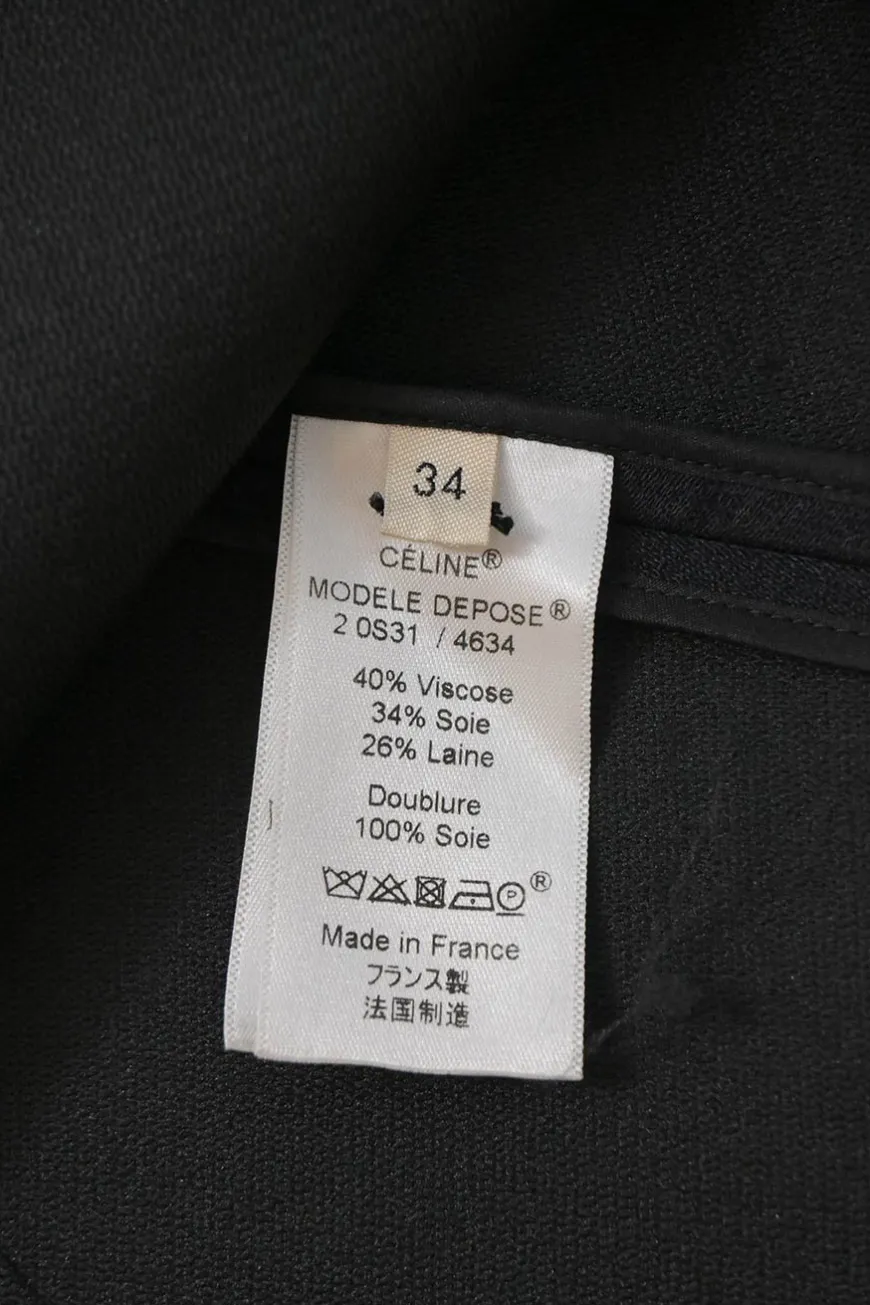 34
CÉLINE®
MODELE DEPOSE®
2 0S31 / 4634
40% Viscose
34% Soie
26% Laine
Doublure
100% Soie
P ®
Made in France
フランス製
法国制造